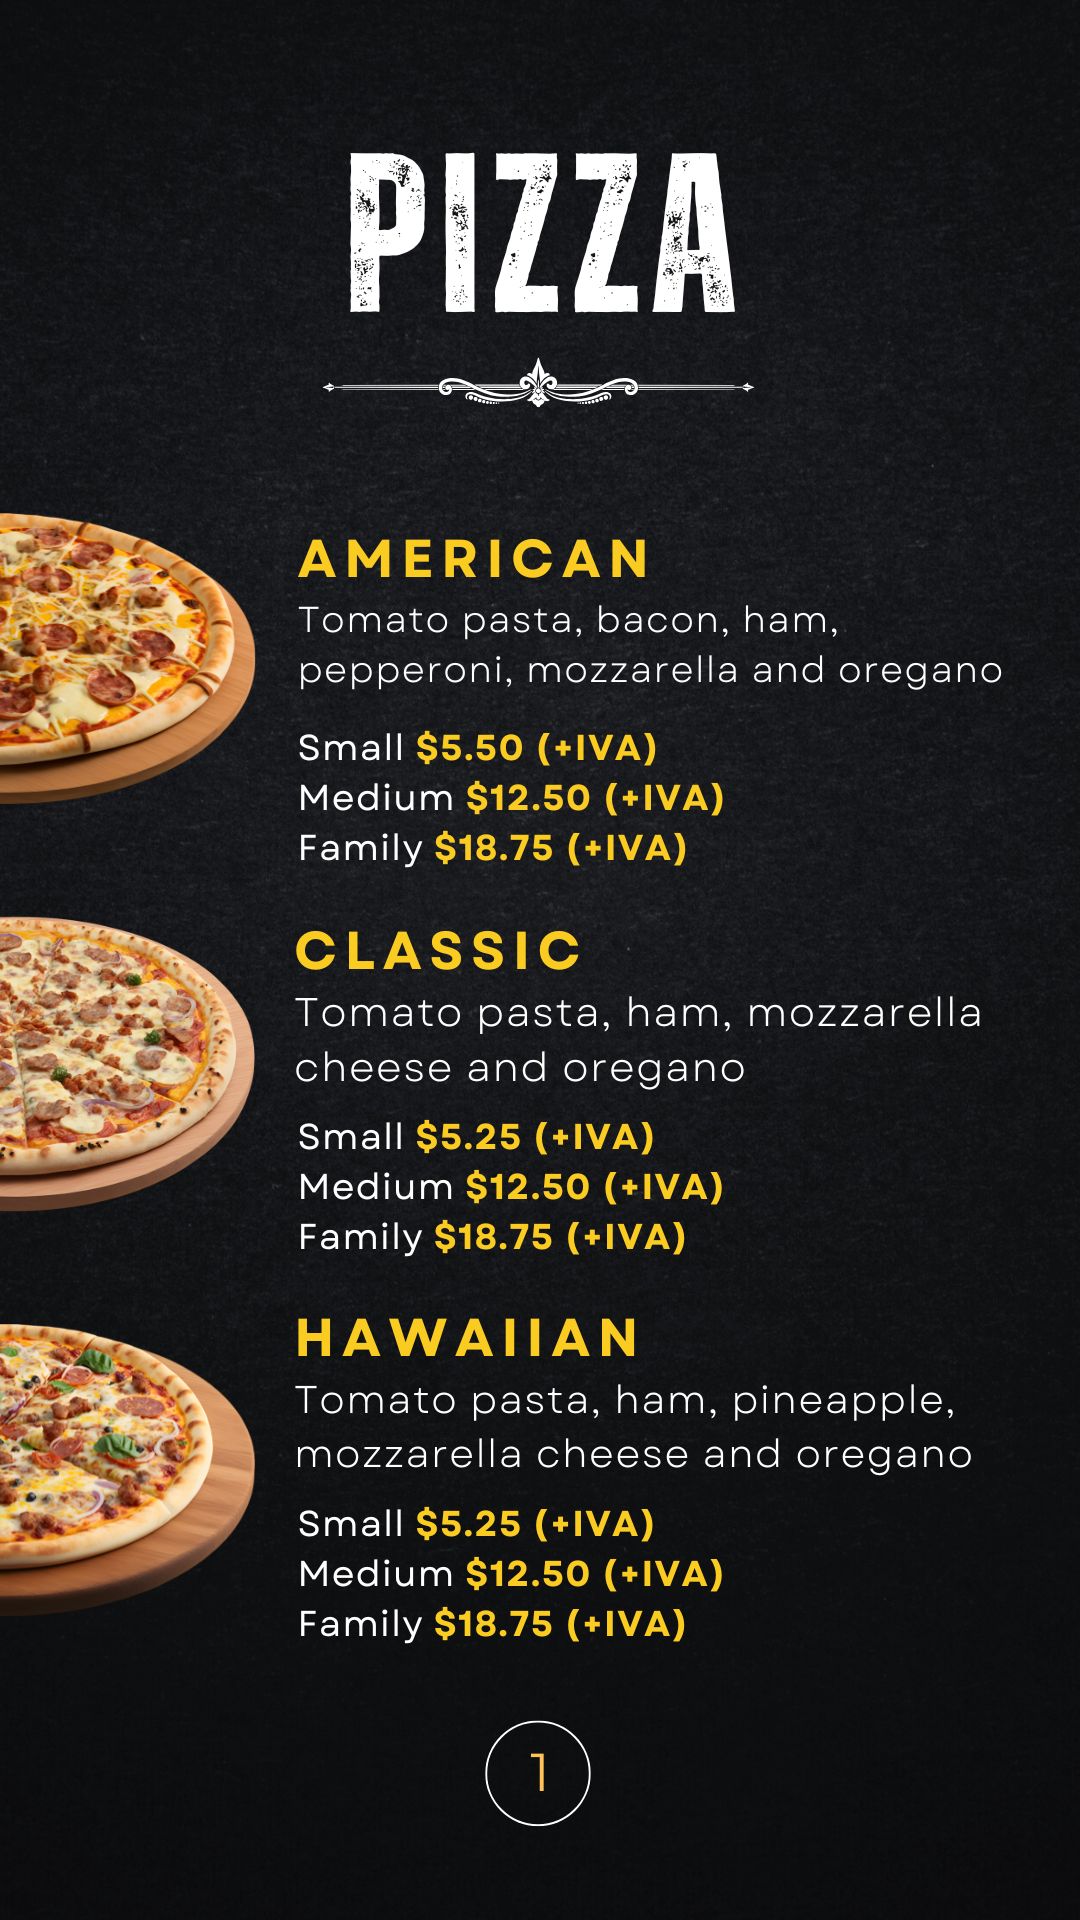 PIZZA
AMERICAN
Tomato pasta, bacon, ham,
pepperoni, mozzarella and oregano
Small $5.50 (+IVA)
Medium $12.50 (+IVA)
Family $18.75 (+IVA)
CLASSIC
Tomato pasta, ham, mozzarella
cheese and oregano
Small $5.25 (+IVA)
Medium $12.50 (+IVA)
Family $18.75 (+IVA)
HAWAIIAN
Tomato pasta, ham, pineapple,
mozzarella cheese and oregano
Small $5.25 (+IVA)
Medium $12.50 (+IVA)
Family $18.75 (+IVA)
1